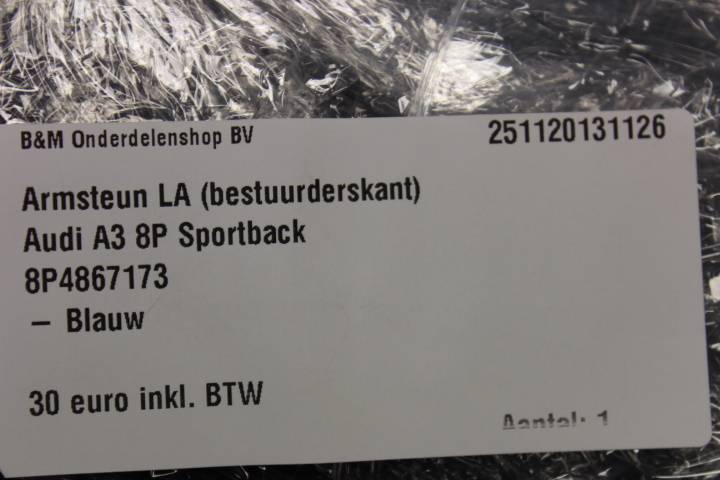 B&M Onderdelenshop BV
251120131126
Armsteun LA (bestuurderskant)
Audi A3 8P Sportback
8P4867173
– Blauw
30 euro inkl. BTW
Aantal: 1